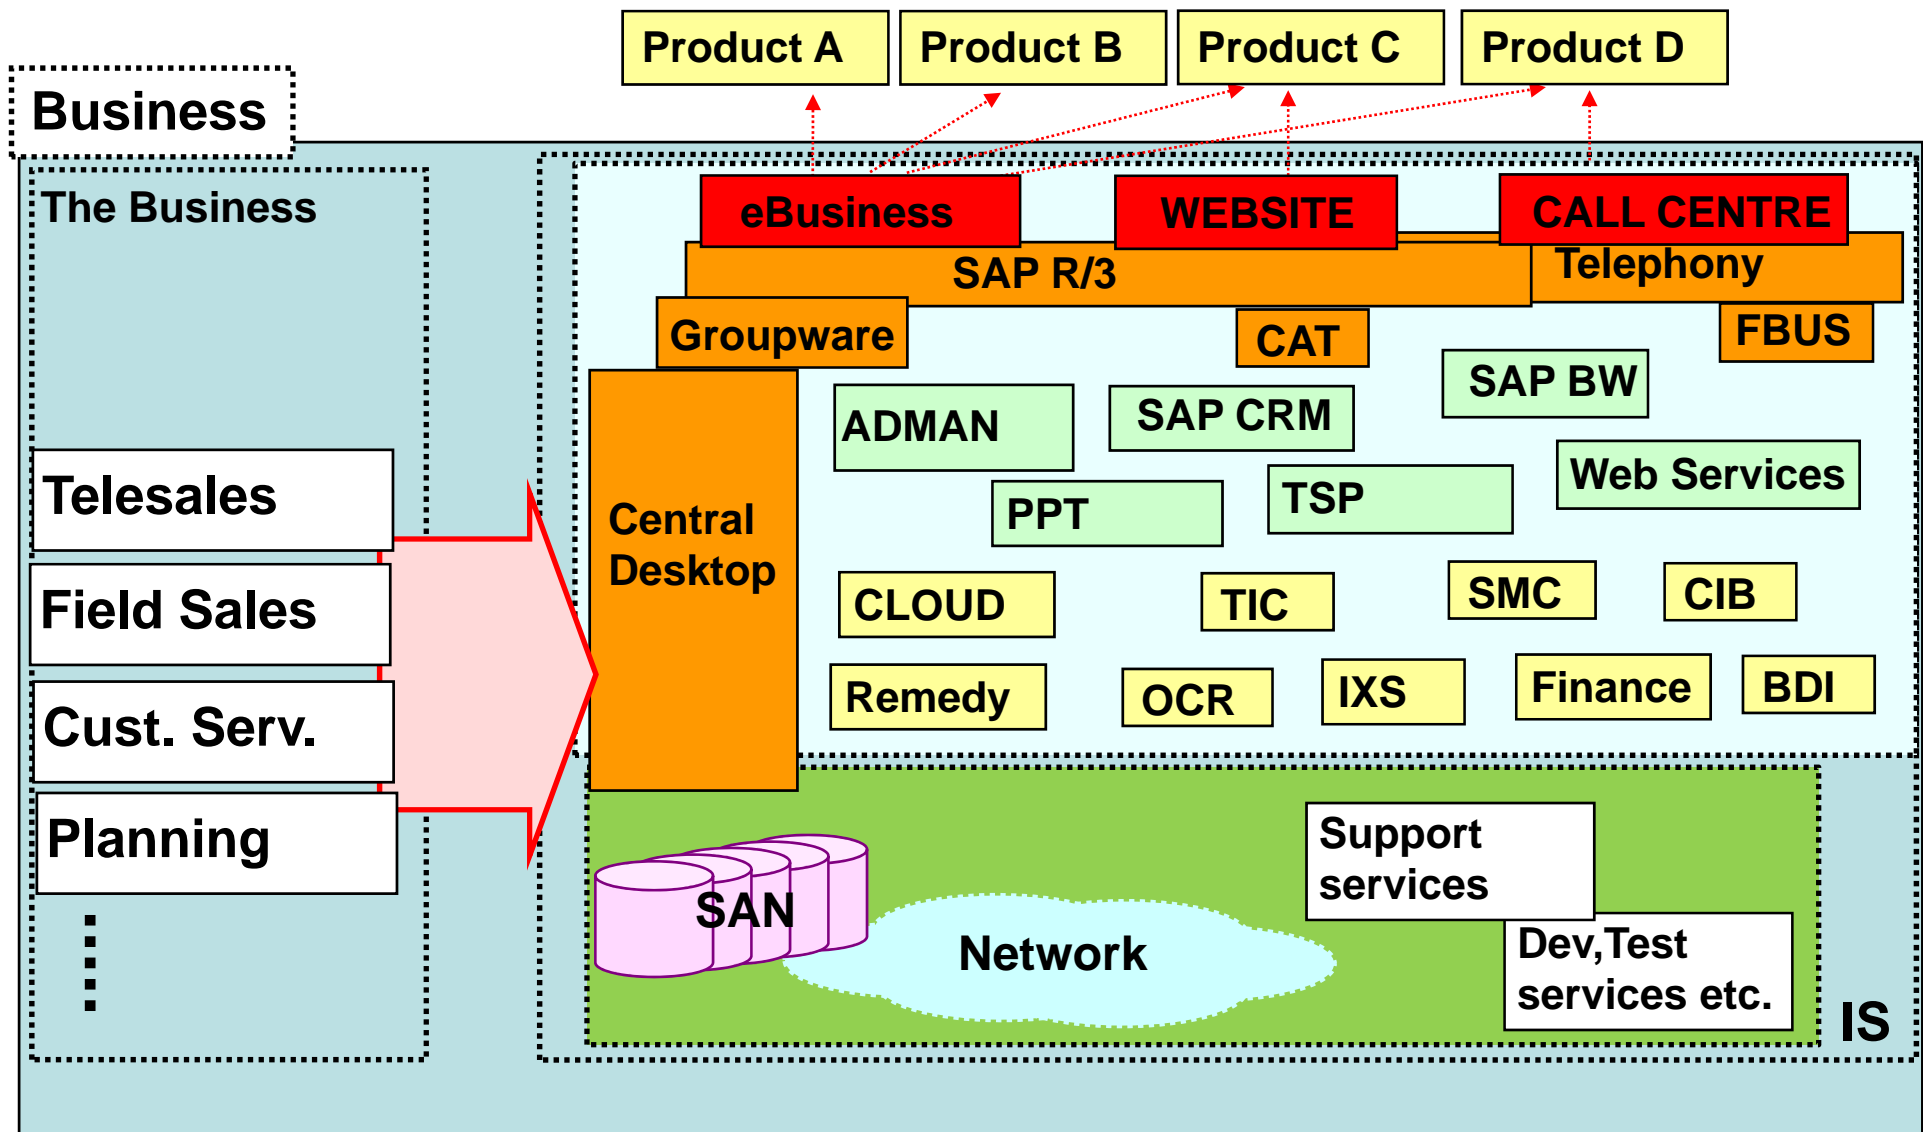 Product A
Product B
Product C
Product D
Business
The Business
eBusiness
WEBSITE
CALL CENTRE
SAP R/3
Telephony
Groupware
CAT
FBUS
SAP BW
ADMAN
SAP CRM
Web Services
PPT
TSP
Telesales
Field Sales
Cust. Serv.
Planning
Central
Desktop
CLOUD
TIC
SMC
CIB
Remedy
OCR
IXS
Finance
BDI
SAN
Network
Support
services
Dev,Test
services etc.
IS